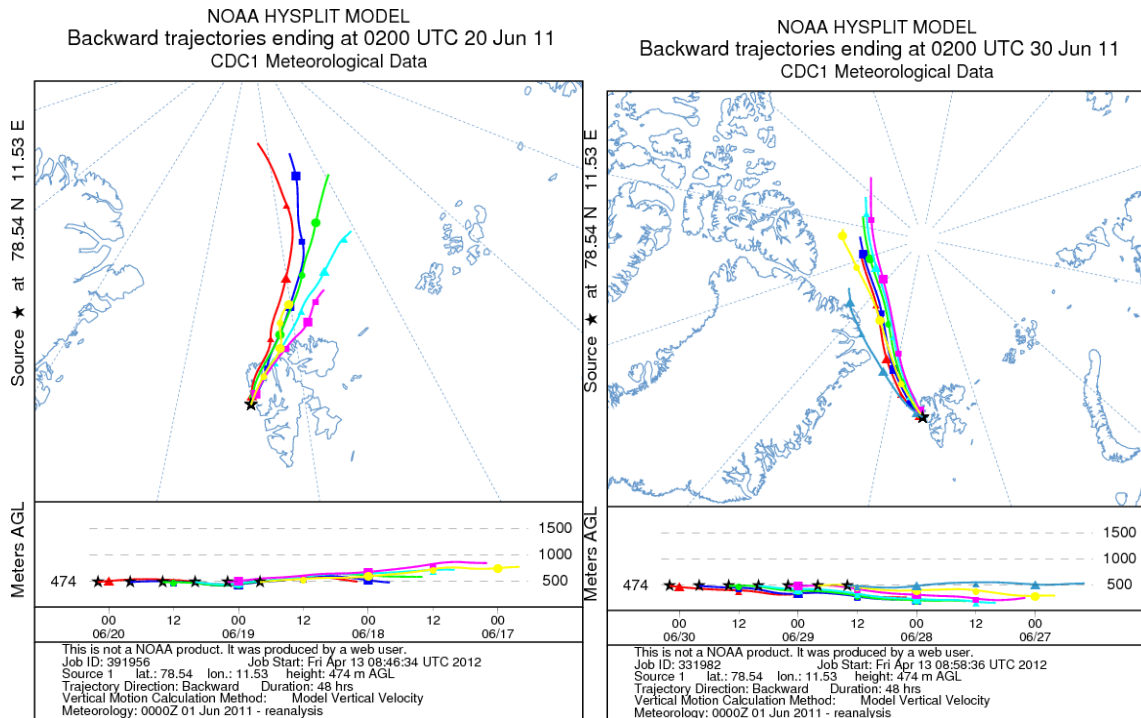 NOAA HYSPLIT MODEL
Backward trajectories ending at 0200 UTC 20 Jun 11
CDC1 Meteorological Data
Source ★ at 78.54 N 11.53 E
Meters AGL
1500
1000
500
474
00 12 00 12 00 12 00
06/20 06/19 06/18 06/17
This is not a NOAA product. It was produced by a web user.
Job ID: 391956 Job Start: Fri Apr 13 08:46:34 UTC 2012
Source 1 lat.: 78.54 lon.: 11.53 height: 474 m AGL
Trajectory Direction: Backward Duration: 48 hrs
Vertical Motion Calculation Method: Model Vertical Velocity
Meteorology: 0000Z 01 Jun 2011 - reanalysis
NOAA HYSPLIT MODEL
Backward trajectories ending at 0200 UTC 30 Jun 11
CDC1 Meteorological Data
Source ★ at 78.54 N 11.53 E
Meters AGL
1500
1000
500
474
00 12 00 12 00 12 00
06/30 06/29 06/28 06/27
This is not a NOAA product. It was produced by a web user.
Job ID: 331982 Job Start: Fri Apr 13 08:58:36 UTC 2012
Source 1 lat.: 78.54 lon.: 11.53 height: 474 m AGL
Trajectory Direction: Backward Duration: 48 hrs
Vertical Motion Calculation Method: Model Vertical Velocity
Meteorology: 0000Z 01 Jun 2011 - reanalysis